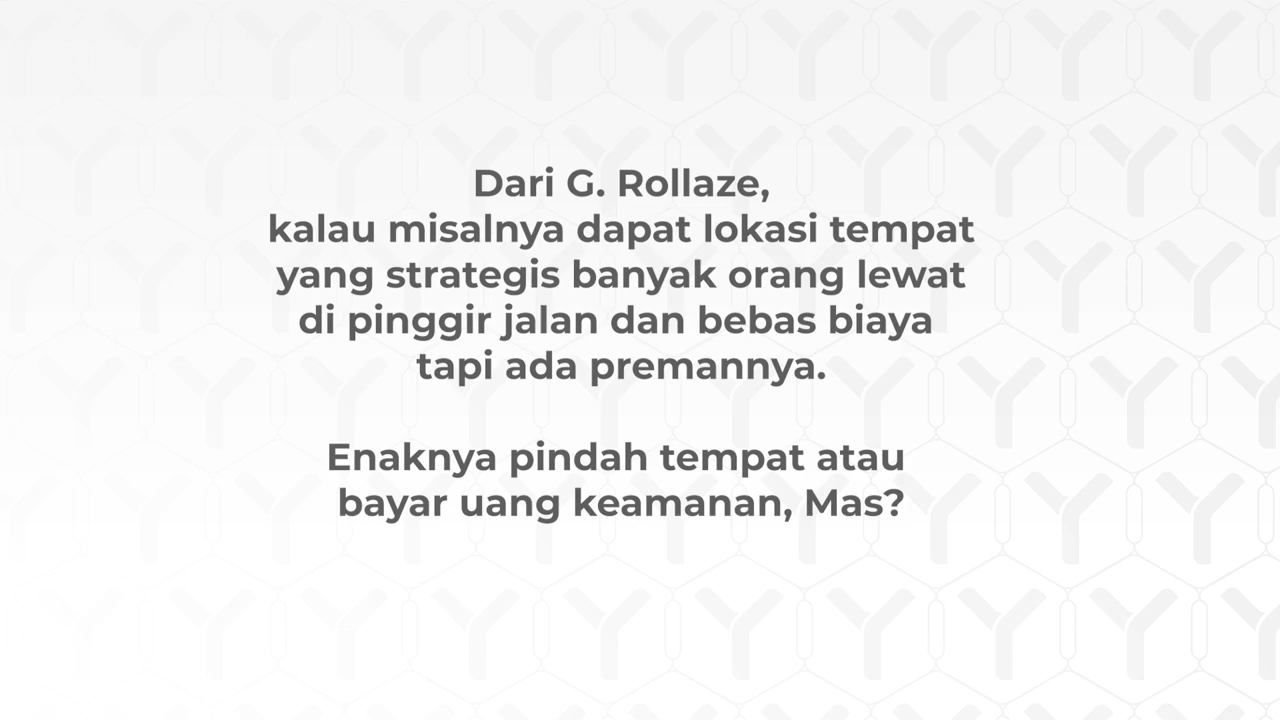 Dari G. Rollaze,
kalau misalnya dapat lokasi tempat
yang strategis banyak orang lewat
di pinggir jalan dan bebas biaya
tapi ada premannya.
Enaknya pindah tempat atau
bayar uang keamanan, Mas?